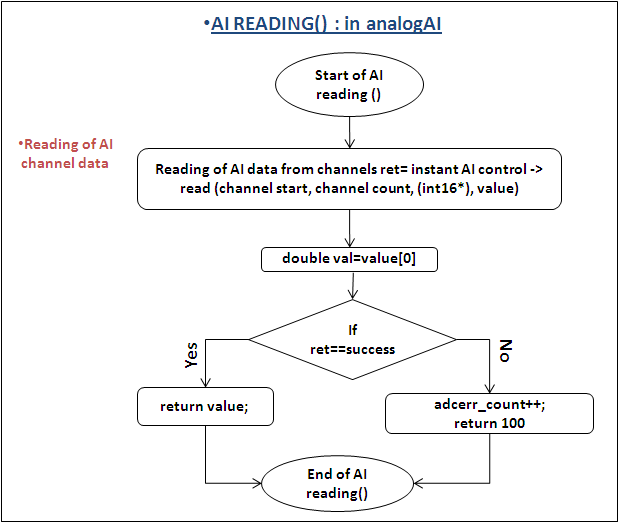 •AI READING() : in analogAI
Start of AI
reading ()
•Reading of AI
channel data
Reading of AI data from channels ret= instant AI control ->
read (channel start, channel count, (int16*), value)
double val=value[0]
If
ret==success
Yes
No
return value;
adcerr_count++;
return 100
End of AI
reading()